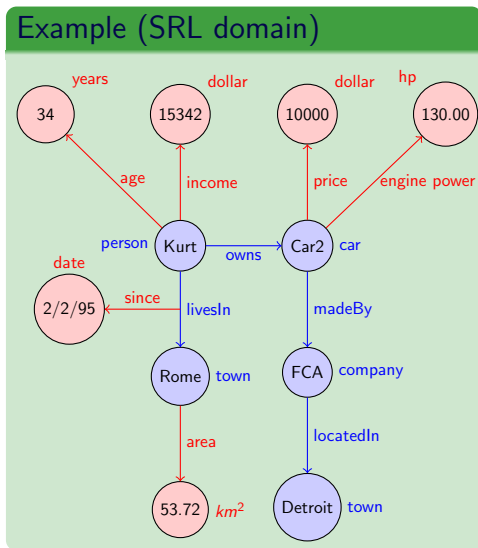 Example (SRL domain)
years
dollar
dollar
hp
34
15342
10000
130.00
age
income
price
engine power
person
Kurt
owns
Car2
car
date
2/2/95
since
livesIn
madeBy
Rome
town
FCA
company
area
locatedIn
53.72
km²
Detroit
town